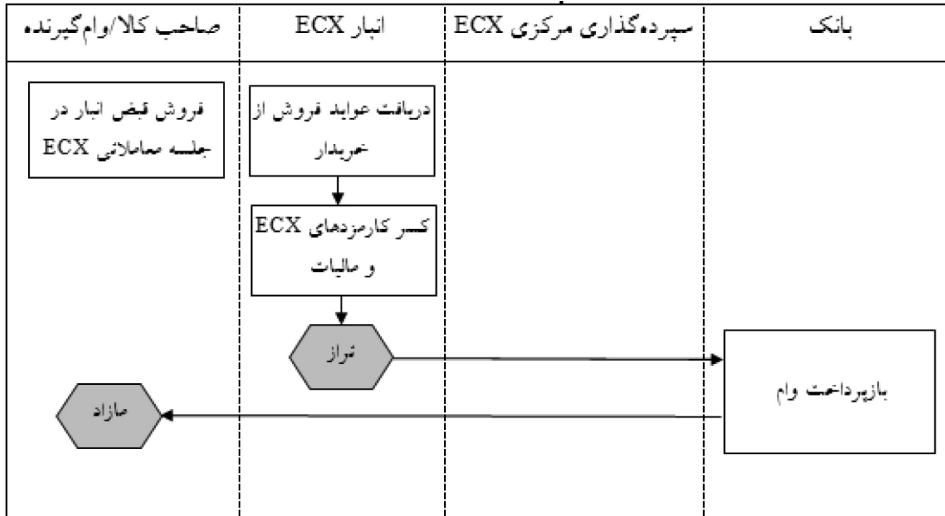 صاحب کالا/وام‌گیرنده
انبار ECX
سپرده‌گذاری مرکزی ECX
بانک
فروش قبض انبار در
جلسه معاملاتی ECX
دریافت عواید فروش از
خریدار
کسر کارمزدهای ECX
و مالیات
تراز
بازپرداخت وام
مازاد